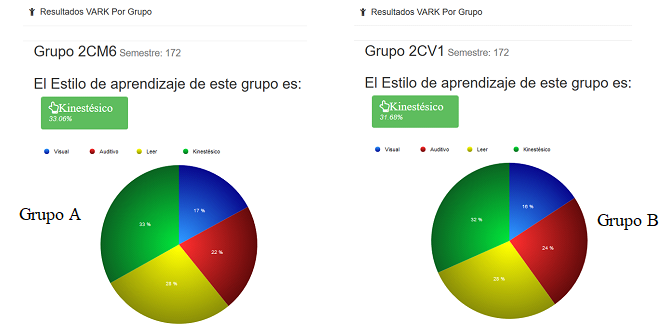 Resultados VARK Por Grupo
Grupo 2CM6 Semestre: 172
El Estilo de aprendizaje de este grupo es:
Kinestésico
33.06%
Visual Auditivo Leer Kinestésico
Grupo A
33 %
17 %
22 %
28 %
Resultados VARK Por Grupo
Grupo 2CV1 Semestre: 172
El Estilo de aprendizaje de este grupo es:
Kinestésico
31.68%
Visual Auditivo Leer Kinestésico
32 %
16 %
24 %
28 %
Grupo B